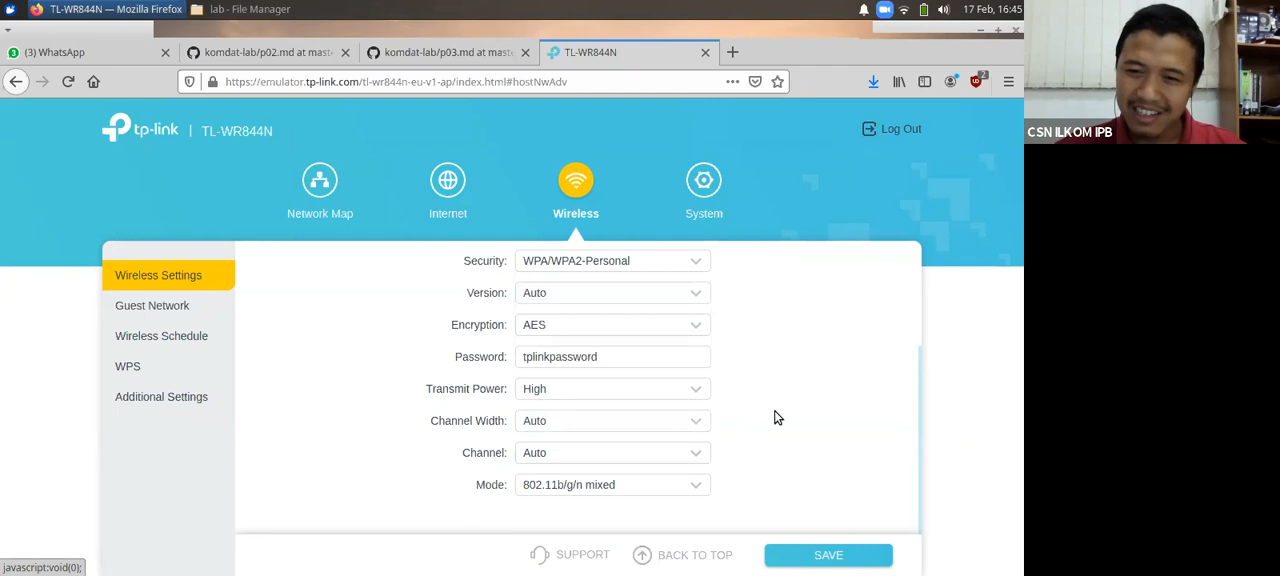 TL-WR844N — Mozilla Firefox
lab - File Manager
17 Feb, 16:45
(3) WhatsApp
komdat-lab/p02.md at mast
komdat-lab/p03.md at mast
TL-WR844N
https://emulator.tp-link.com/tl-wr844n-eu-v1-ap/index.html#hostNwAdv
2
tp-link | TL-WR844N
Log Out
Network Map
Internet
Wireless
System
Wireless Settings
Guest Network
Wireless Schedule
WPS
Additional Settings
Security: WPA/WPA2-Personal
Version: Auto
Encryption: AES
Password: tplinkpassword
Transmit Power: High
Channel Width: Auto
Channel: Auto
Mode: 802.11b/g/n mixed
SUPPORT
BACK TO TOP
SAVE
javascript:void(0);
CSN ILKOM IPB